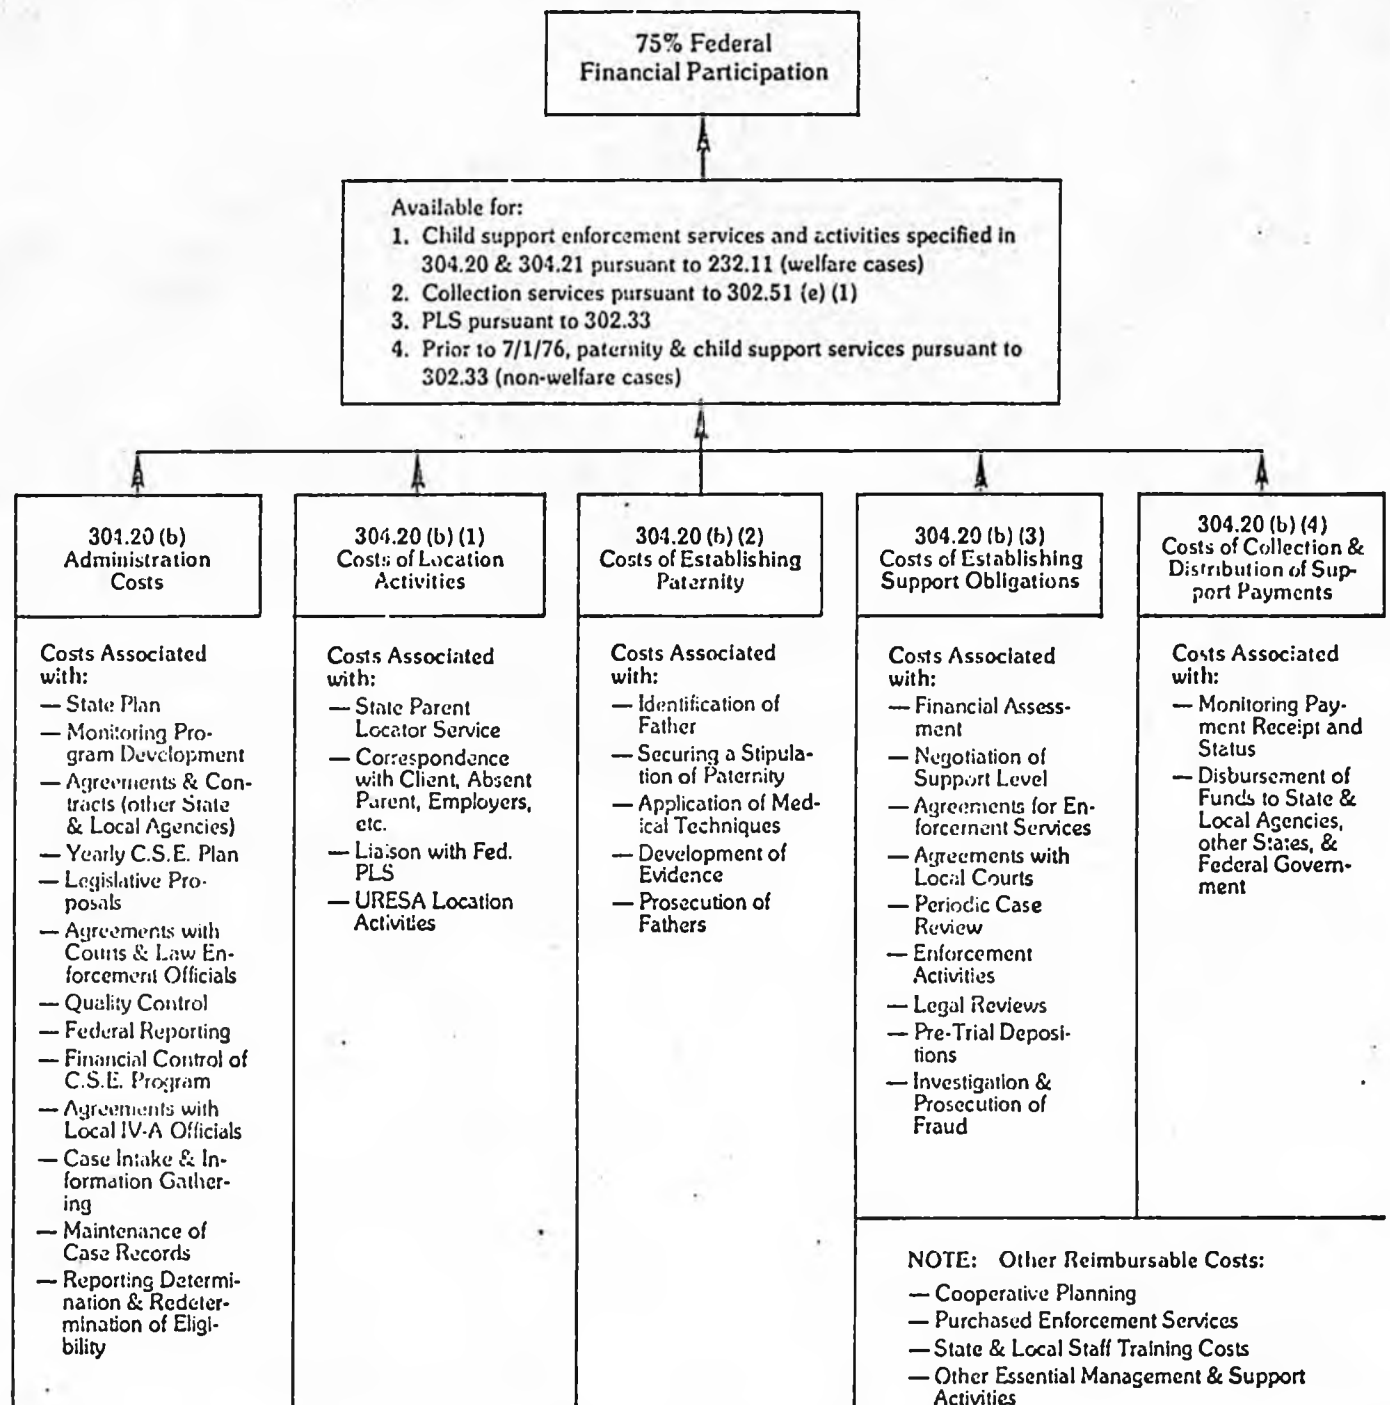 75% Federal
Financial Participation
Available for:
1. Child support enforcement services and activities specified in
304.20 & 304.21 pursuant to 232.11 (welfare cases)
2. Collection services pursuant to 302.51 (e) (1)
3. PLS pursuant to 302.33
4. Prior to 7/1/76, paternity & child support services pursuant to
302.33 (non-welfare cases)
304.20 (b)
Administration
Costs
Costs Associated
with:
— State Plan
— Monitoring Pro-
gram Development
— Agreements & Con-
tracts (other State
& Local Agencies)
— Yearly C.S.E. Plan
— Legislative Pro-
posals
— Agreements with
Courts & Law En-
forcement Officials
— Quality Control
— Federal Reporting
— Financial Control of
C.S.E. Program
— Agreements with
Local IV-A Officials
— Case Intake & In-
formation Gather-
ing
— Maintenance of
Case Records
— Reporting Determi-
nation & Redeter-
mination of Eligi-
bility
304.20 (b) (1)
Costs of Location
Activities
Costs Associated
with:
— State Parent
Locator Service
— Correspondence
with Client, Absent
Parent, Employers,
etc.
— Liaison with Fed.
PLS
— URESA Location
Activities
304.20 (b) (2)
Costs of Establishing
Paternity
Costs Associated
with:
— Identification of
Father
— Securing a Stipula-
tion of Paternity
— Application of Med-
ical Techniques
— Development of
Evidence
— Prosecution of
Fathers
304.20 (b) (3)
Costs of Establishing
Support Obligations
Costs Associated
with:
— Financial Assess-
ment
— Negotiation of
Support Level
— Agreements for En-
forcement Services
— Agreements with
Local Courts
— Periodic Case
Review
— Enforcement
Activities
— Legal Reviews
— Pre-Trial Deposi-
tions
— Investigation &
Prosecution of
Fraud
304.20 (b) (4)
Costs of Collection &
Distribution of Sup-
port Payments
Costs Associated
with:
— Monitoring Pay-
ment Receipt and
Status
— Disbursement of
Funds to State &
Local Agencies,
other States, &
Federal Govern-
ment
NOTE: Other Reimbursable Costs:
— Cooperative Planning
— Purchased Enforcement Services
— State & Local Staff Training Costs
— Other Essential Management & Support
Activities